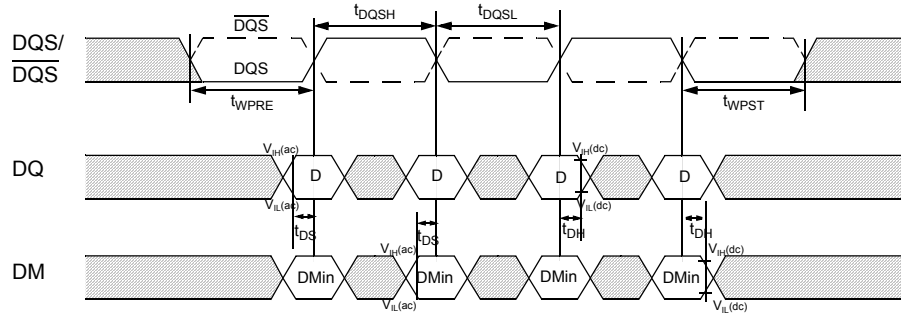 DQS/
DQS
DQS
DQS
tDQSH
tDQSL
tWPRE
tWPST
DQ
VIH(ac)
VIL(ac)
D
D
D
D
VIH(dc)
VIL(dc)
tDS
tDS
tDH
tDH
DM
VIH(ac)
VIL(ac)
DMin
DMin
DMin
DMin
VIH(dc)
VIL(dc)